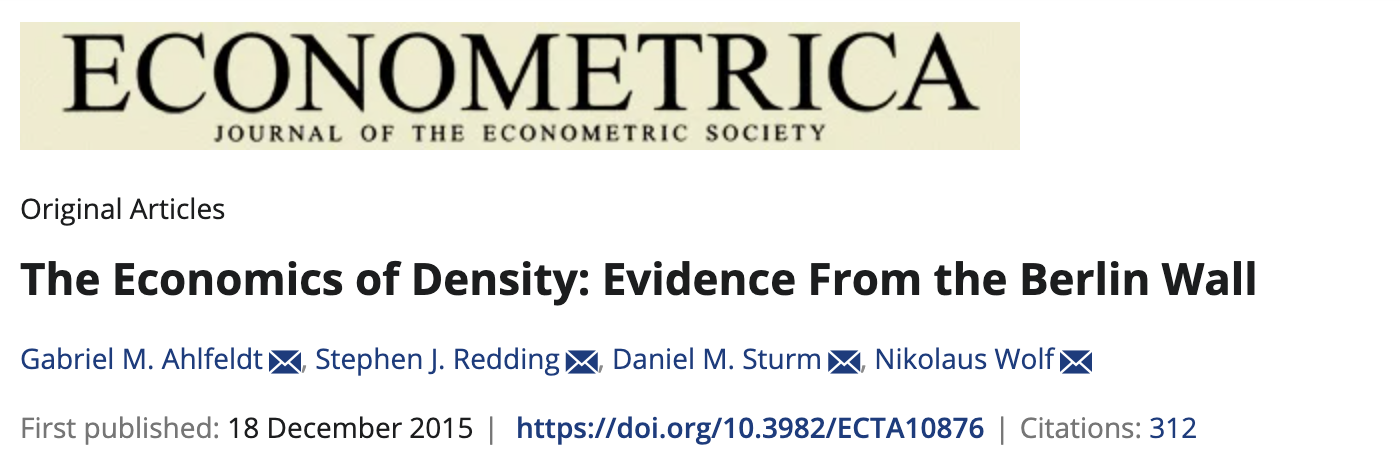 ECONOMETRICA
JOURNAL OF THE ECONOMETRIC SOCIETY
Original Articles
The Economics of Density: Evidence From the Berlin Wall
Gabriel M. Ahlfeldt, Stephen J. Redding, Daniel M. Sturm, Nikolaus Wolf
First published: 18 December 2015 | https://doi.org/10.3982/ECTA10876 | Citations: 312